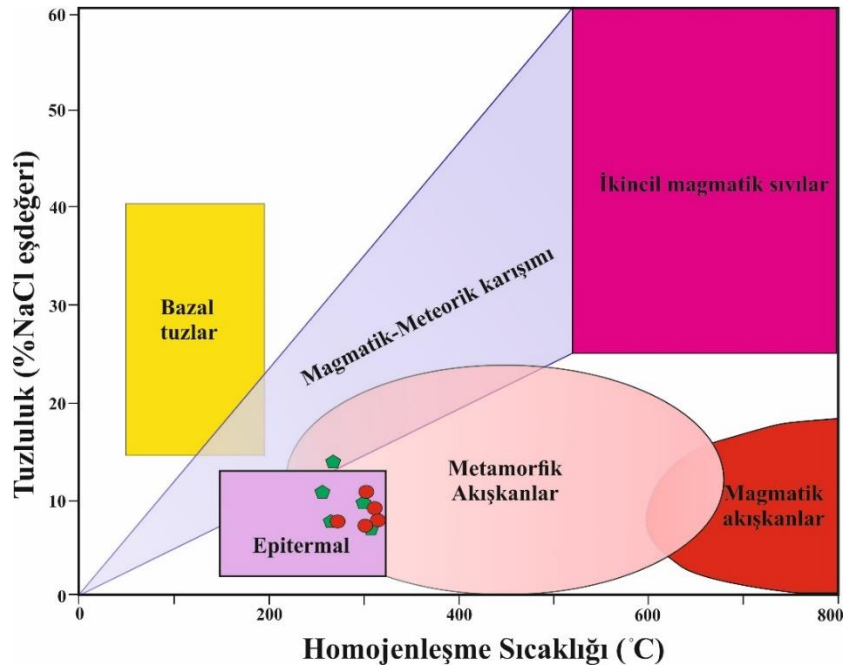 60
50
40
30
20
10
0
Tuzluluk (%NaCl eşdeğeri)
İkincil magmatik sıvılar
Magmatik-Meteorik karışımı
Bazal
tuzlar
Metamorfik
Akışkanlar
Magmatik
akışkanlar
Epitermal
0 200 400 600 800
Homojenleşme Sıcaklığı (°C)